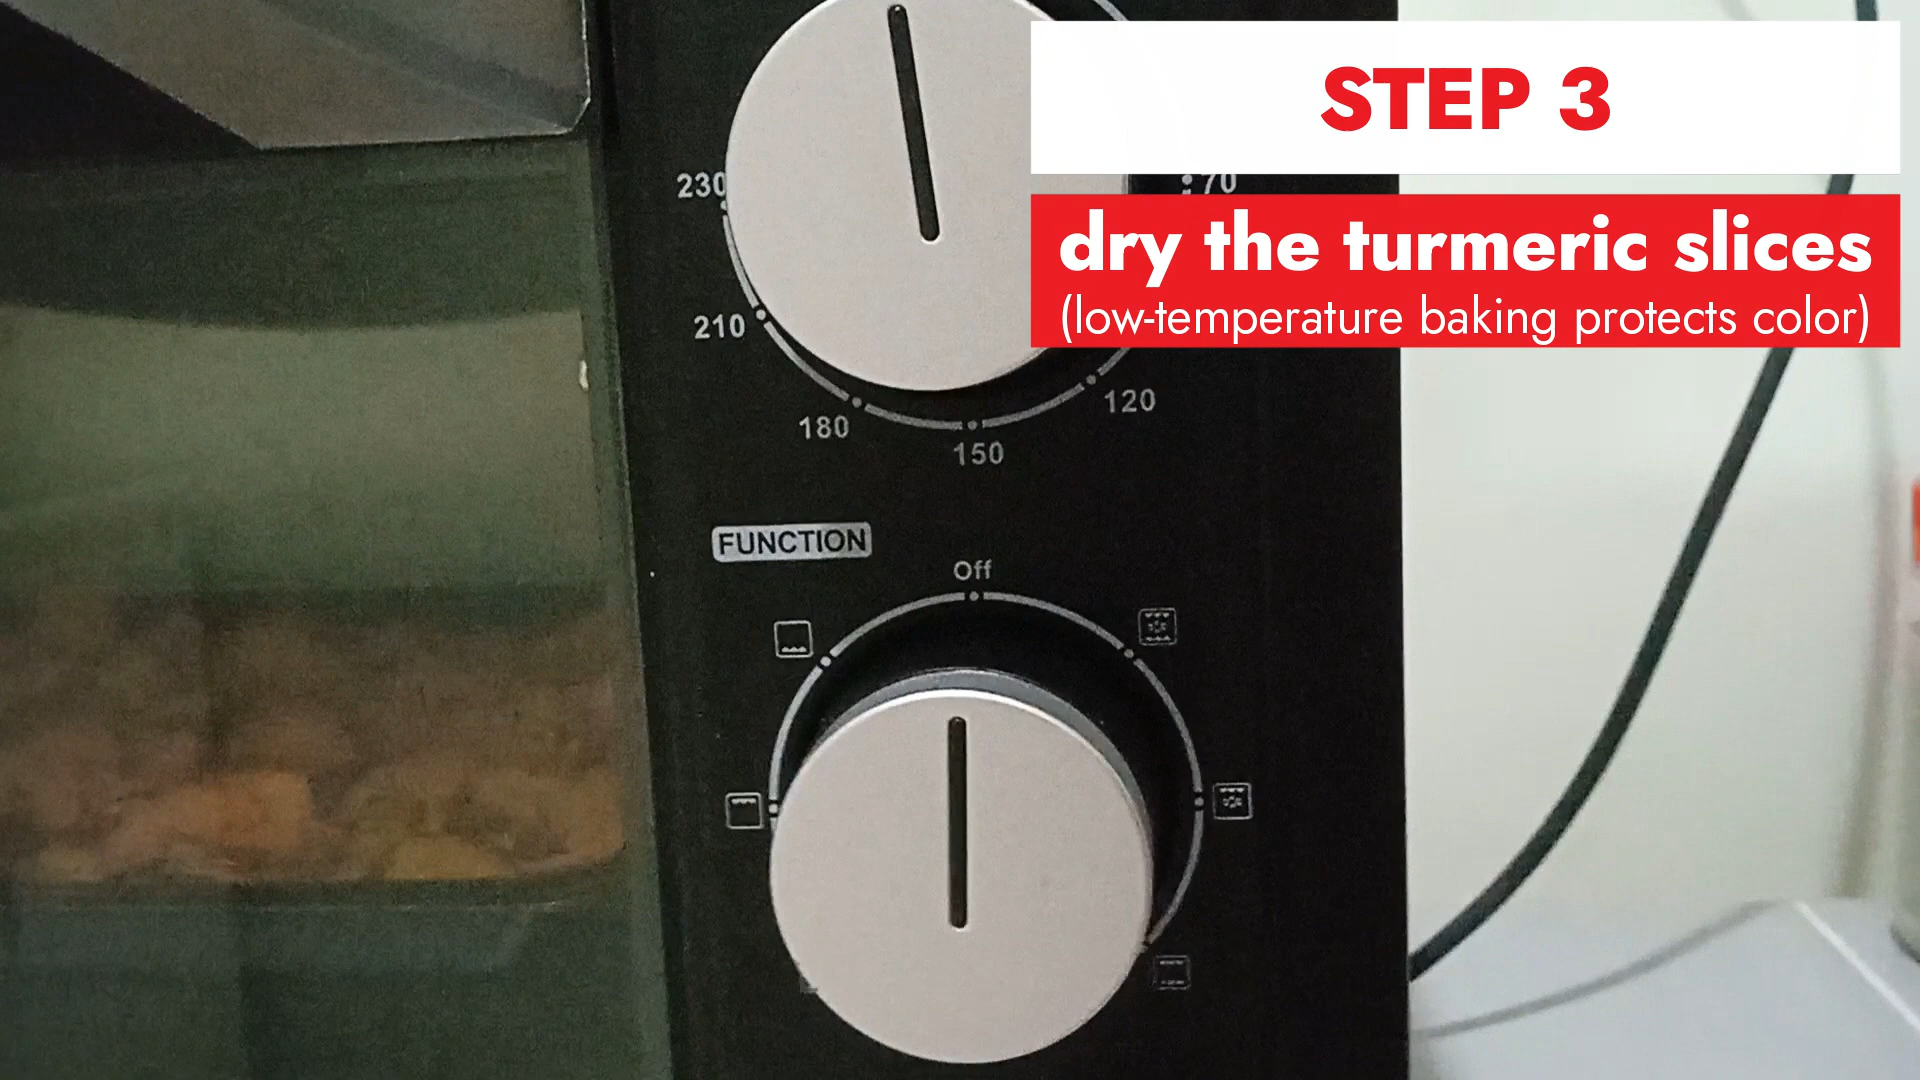 STEP 3
dry the turmeric slices
(low-temperature baking protects color)
230
70
210
120
180
150
FUNCTION
Off